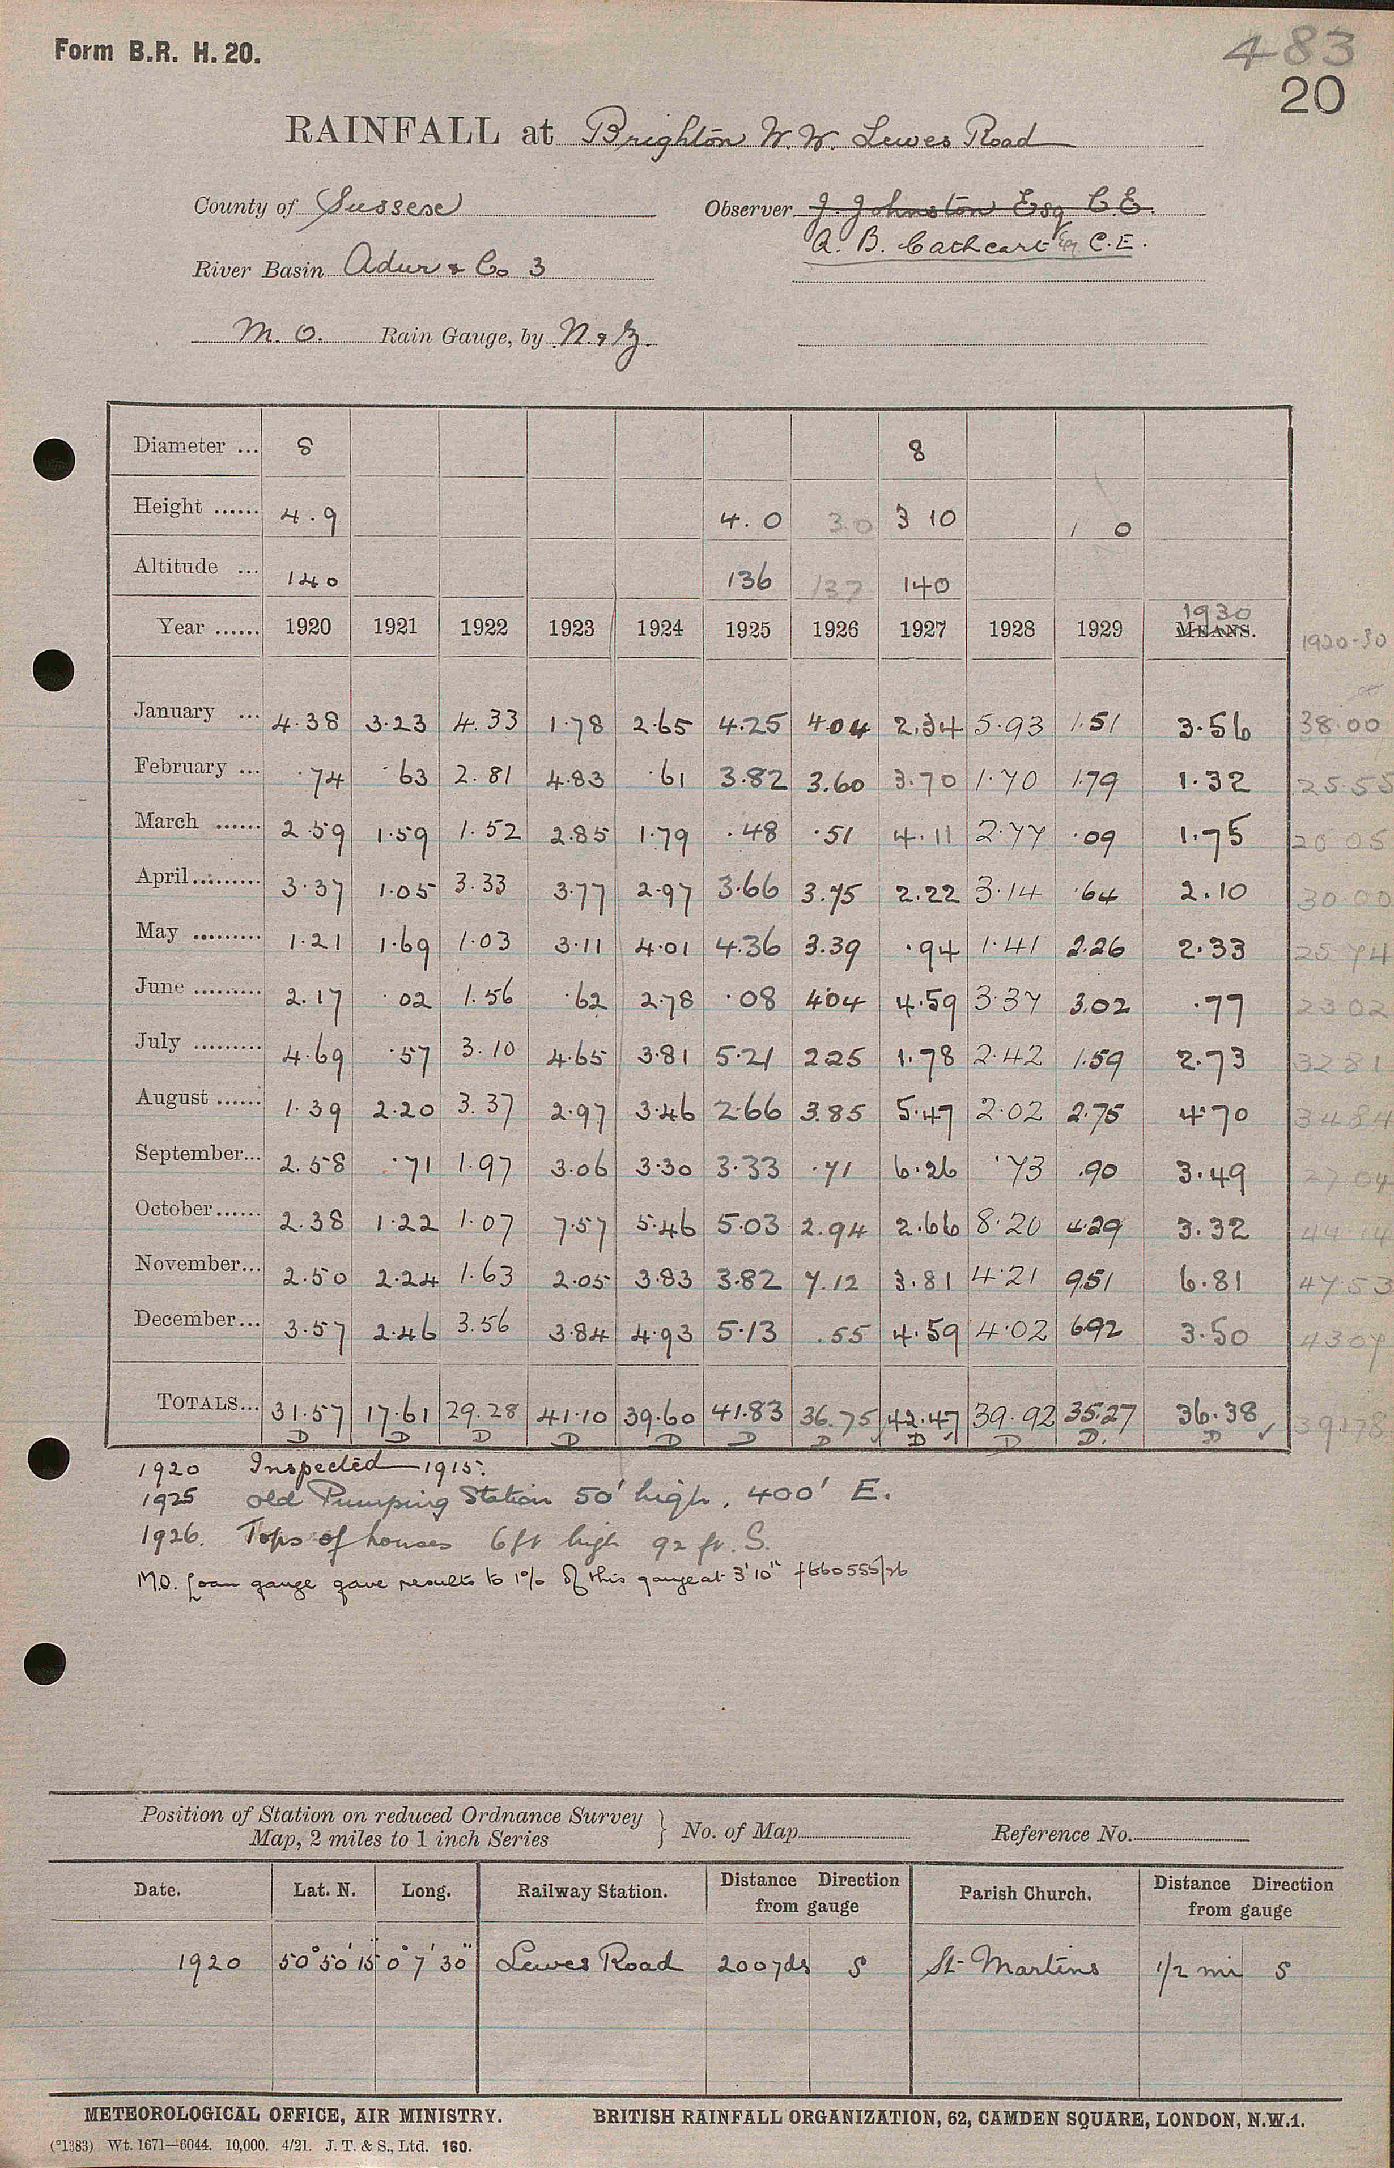 Form B.R. H. 20.
483
20
RAINFALL at Brighton W. W. Lewes Road
County of Sussex
Observer J. Johnston Esq C.E.
A. B. Cathcart Esq C.E.
River Basin Adur & Co 3
M. O. Rain Gauge, by N & Z.
Diameter ... 8 8
Height ...... 4.9 4.0 3.0 3 10 1 0
Altitude ... 140 136 137 140
Year ...... 1920 1921 1922 1923 1924 1925 1926 1927 1928 1929 1930 MEANS. 1920-30
January ... 4.38 3.23 4.33 1.78 2.65 4.25 4.04 2.34 5.93 1.51 3.56 38.00
February ... .74 .63 2.81 4.83 .61 3.82 3.60 3.70 1.70 1.79 1.32 25.55
March ...... 2.59 1.59 1.52 2.85 1.79 .48 .51 4.11 2.77 .09 1.75 20.05
April ......... 3.37 1.05 3.33 3.77 2.97 3.66 3.75 2.22 3.14 .64 2.10 30.00
May ......... 1.21 1.69 1.03 3.11 4.01 4.36 3.39 .94 1.41 2.26 2.33 25.74
June ......... 2.17 .02 1.56 .62 2.78 .08 4.04 4.59 3.37 3.02 .77 23.02
July ......... 4.69 .57 3.10 4.65 3.81 5.21 2.25 1.78 2.42 1.59 2.73 32.81
August ...... 1.39 2.20 3.37 2.97 3.46 2.66 3.85 5.47 2.02 2.75 4.70 34.84
September... 2.58 .71 1.97 3.06 3.30 3.33 .71 6.26 .73 .90 3.49 27.04
October...... 2.38 1.22 1.07 7.57 5.46 5.03 2.94 2.66 8.20 4.29 3.32 44.14
November... 2.50 2.24 1.63 2.05 3.83 3.82 7.12 3.81 4.21 9.51 6.81 47.53
December... 3.57 2.46 3.56 3.84 4.93 5.13 .55 4.59 4.02 6.92 3.50 43.07
TOTALS... 31.57 17.61 29.28 41.10 39.60 41.83 36.75 42.47 39.92 35.27 36.38 391.78
D D D D D D D D D D. D
1920 Inspected 1915.
1925 Old Pumping Station 50' high, 400' E.
1926. Tops of houses 6ft high 92 ft. S.
M.O. Loan gauge gave results to 1% of this gauge at 3'10"
Position of Station on reduced Ordnance Survey
Map, 2 miles to 1 inch Series
No. of Map
Reference No.
Date. Lat. N. Long. Railway Station. Distance Direction from gauge Parish Church. Distance Direction from gauge
1920 50° 50' 15" 0° 7' 30" Lewes Road 200 yds S St Martins 1/2 mi S
METEOROLOGICAL OFFICE, AIR MINISTRY. BRITISH RAINFALL ORGANIZATION, 62, CAMDEN SQUARE, LONDON, N.W.1.
(*1383) Wt. 1671—6044. 10,000. 4/21. J. T. & S., Ltd. 160.